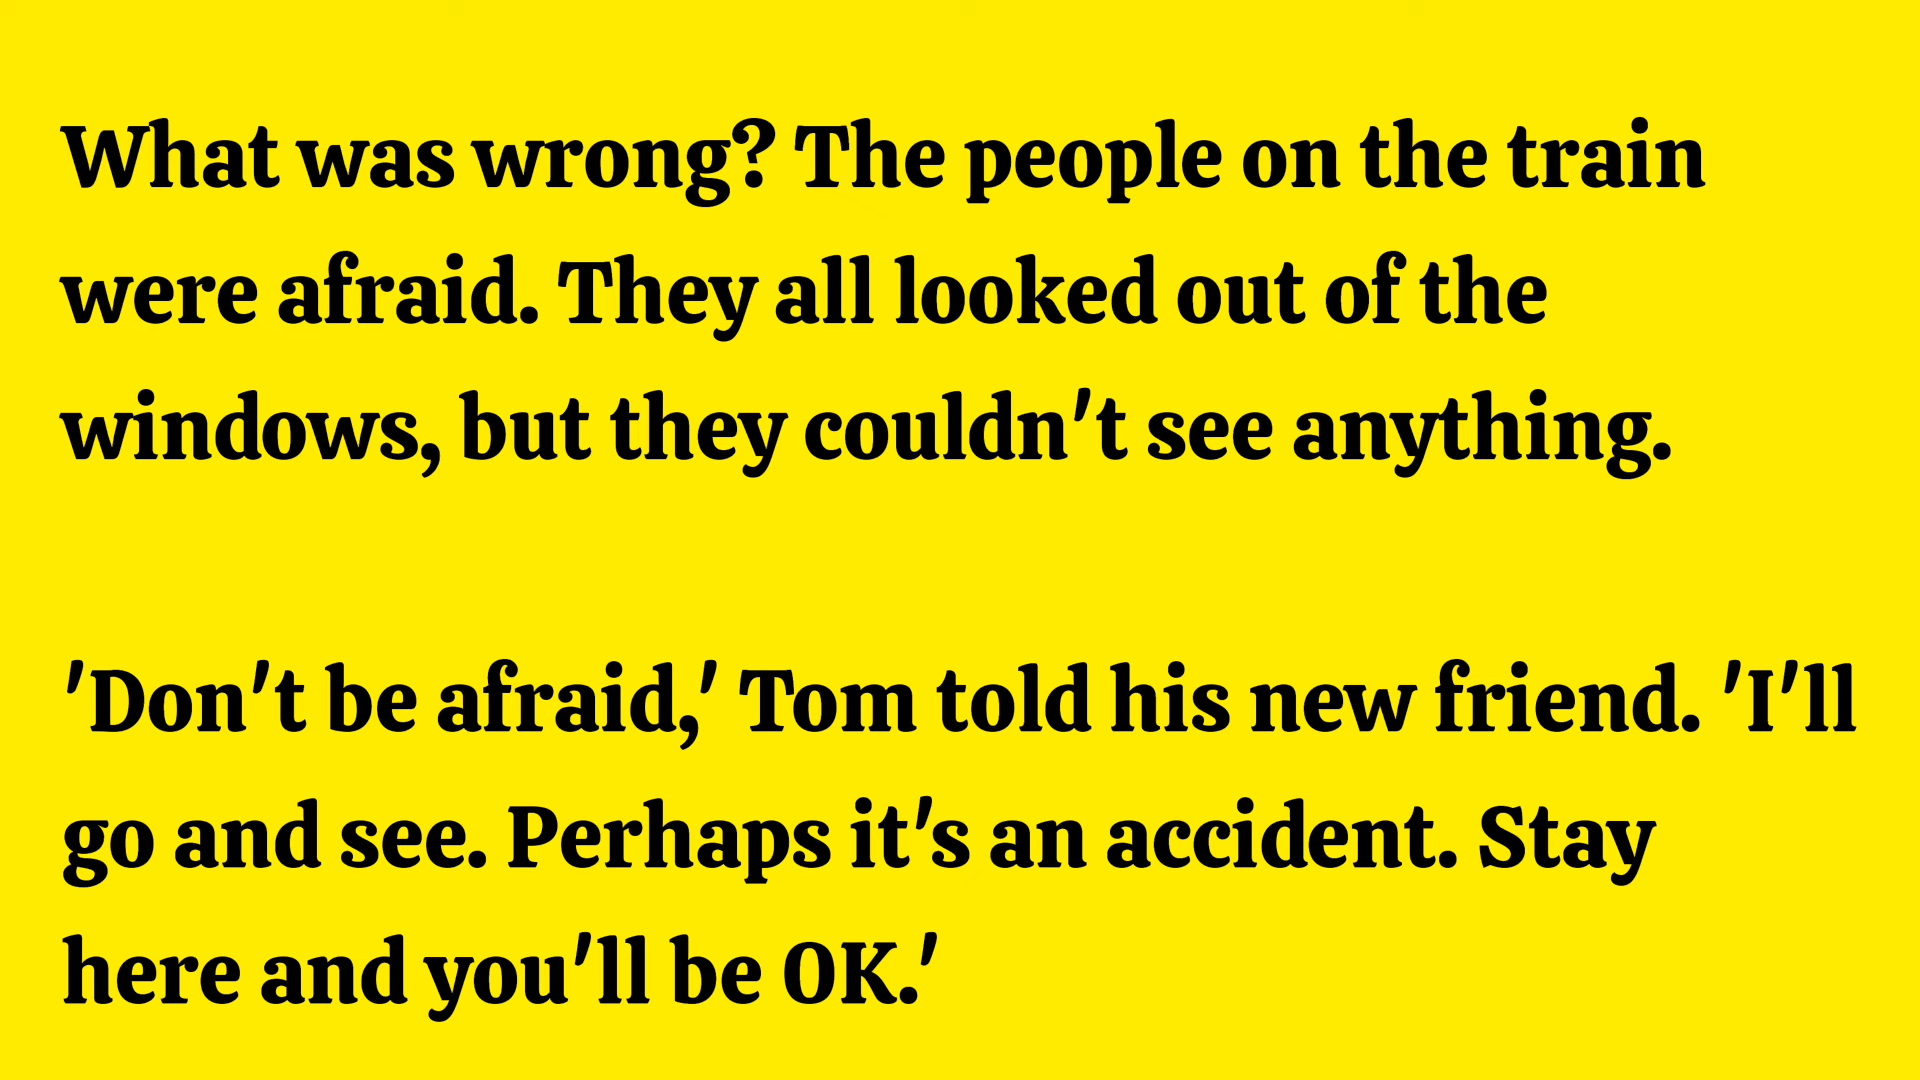 What was wrong? The people on the train
were afraid. They all looked out of the
windows, but they couldn't see anything.
'Don't be afraid,' Tom told his new friend. 'I'll
go and see. Perhaps it's an accident. Stay
here and you'll be OK.'